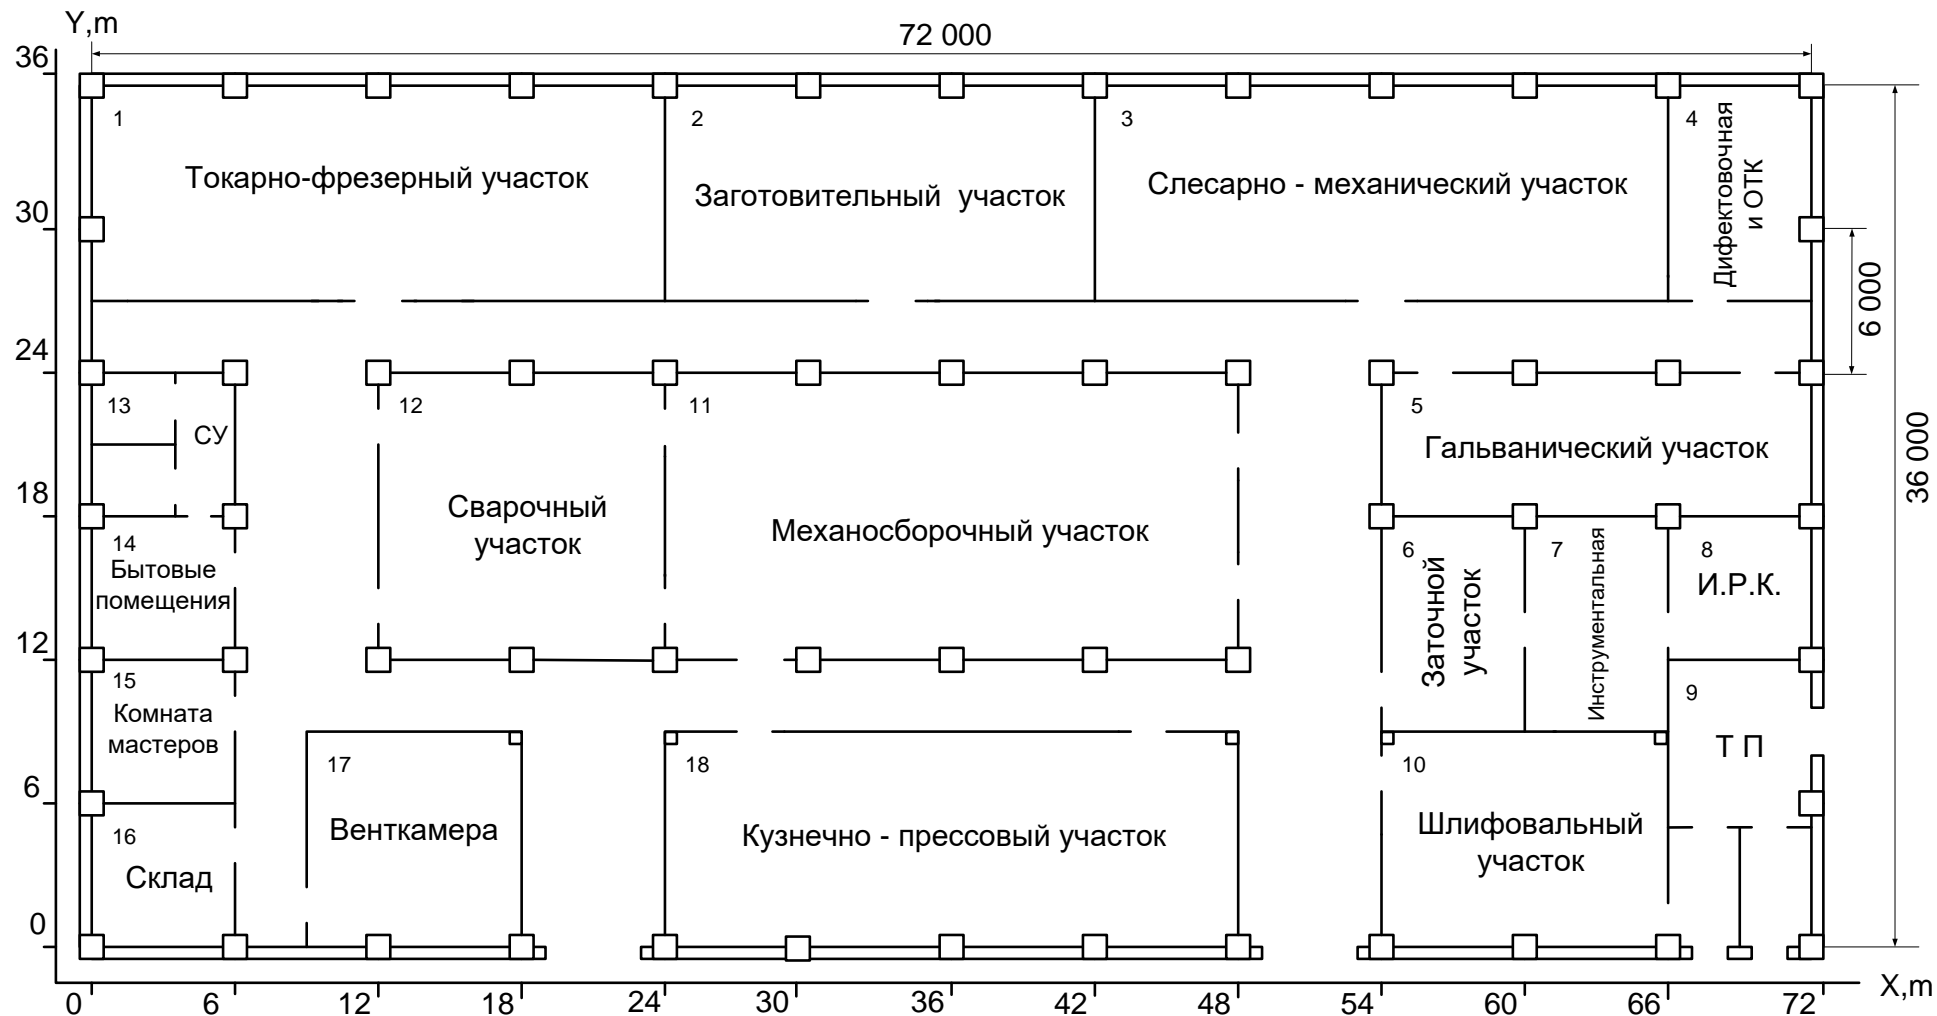 Y,m
72 000
36
30
24
18
12
6
0
1
Токарно-фрезерный участок
2
Заготовительный участок
3
Слесарно - механический участок
4
Дифектовочная
и ОТК
6 000
36 000
13
СУ
12
Сварочный
участок
11
Механосборочный участок
5
Гальванический участок
14
Бытовые
помещения
6
Заточной
участок
7
Инструментальная
8
И.Р.К.
15
Комната
мастеров
9
Т П
16
Склад
17
Венткамера
18
Кузнечно - прессовый участок
10
Шлифовальный
участок
0
6
12
18
24
30
36
42
48
54
60
66
72
X,m